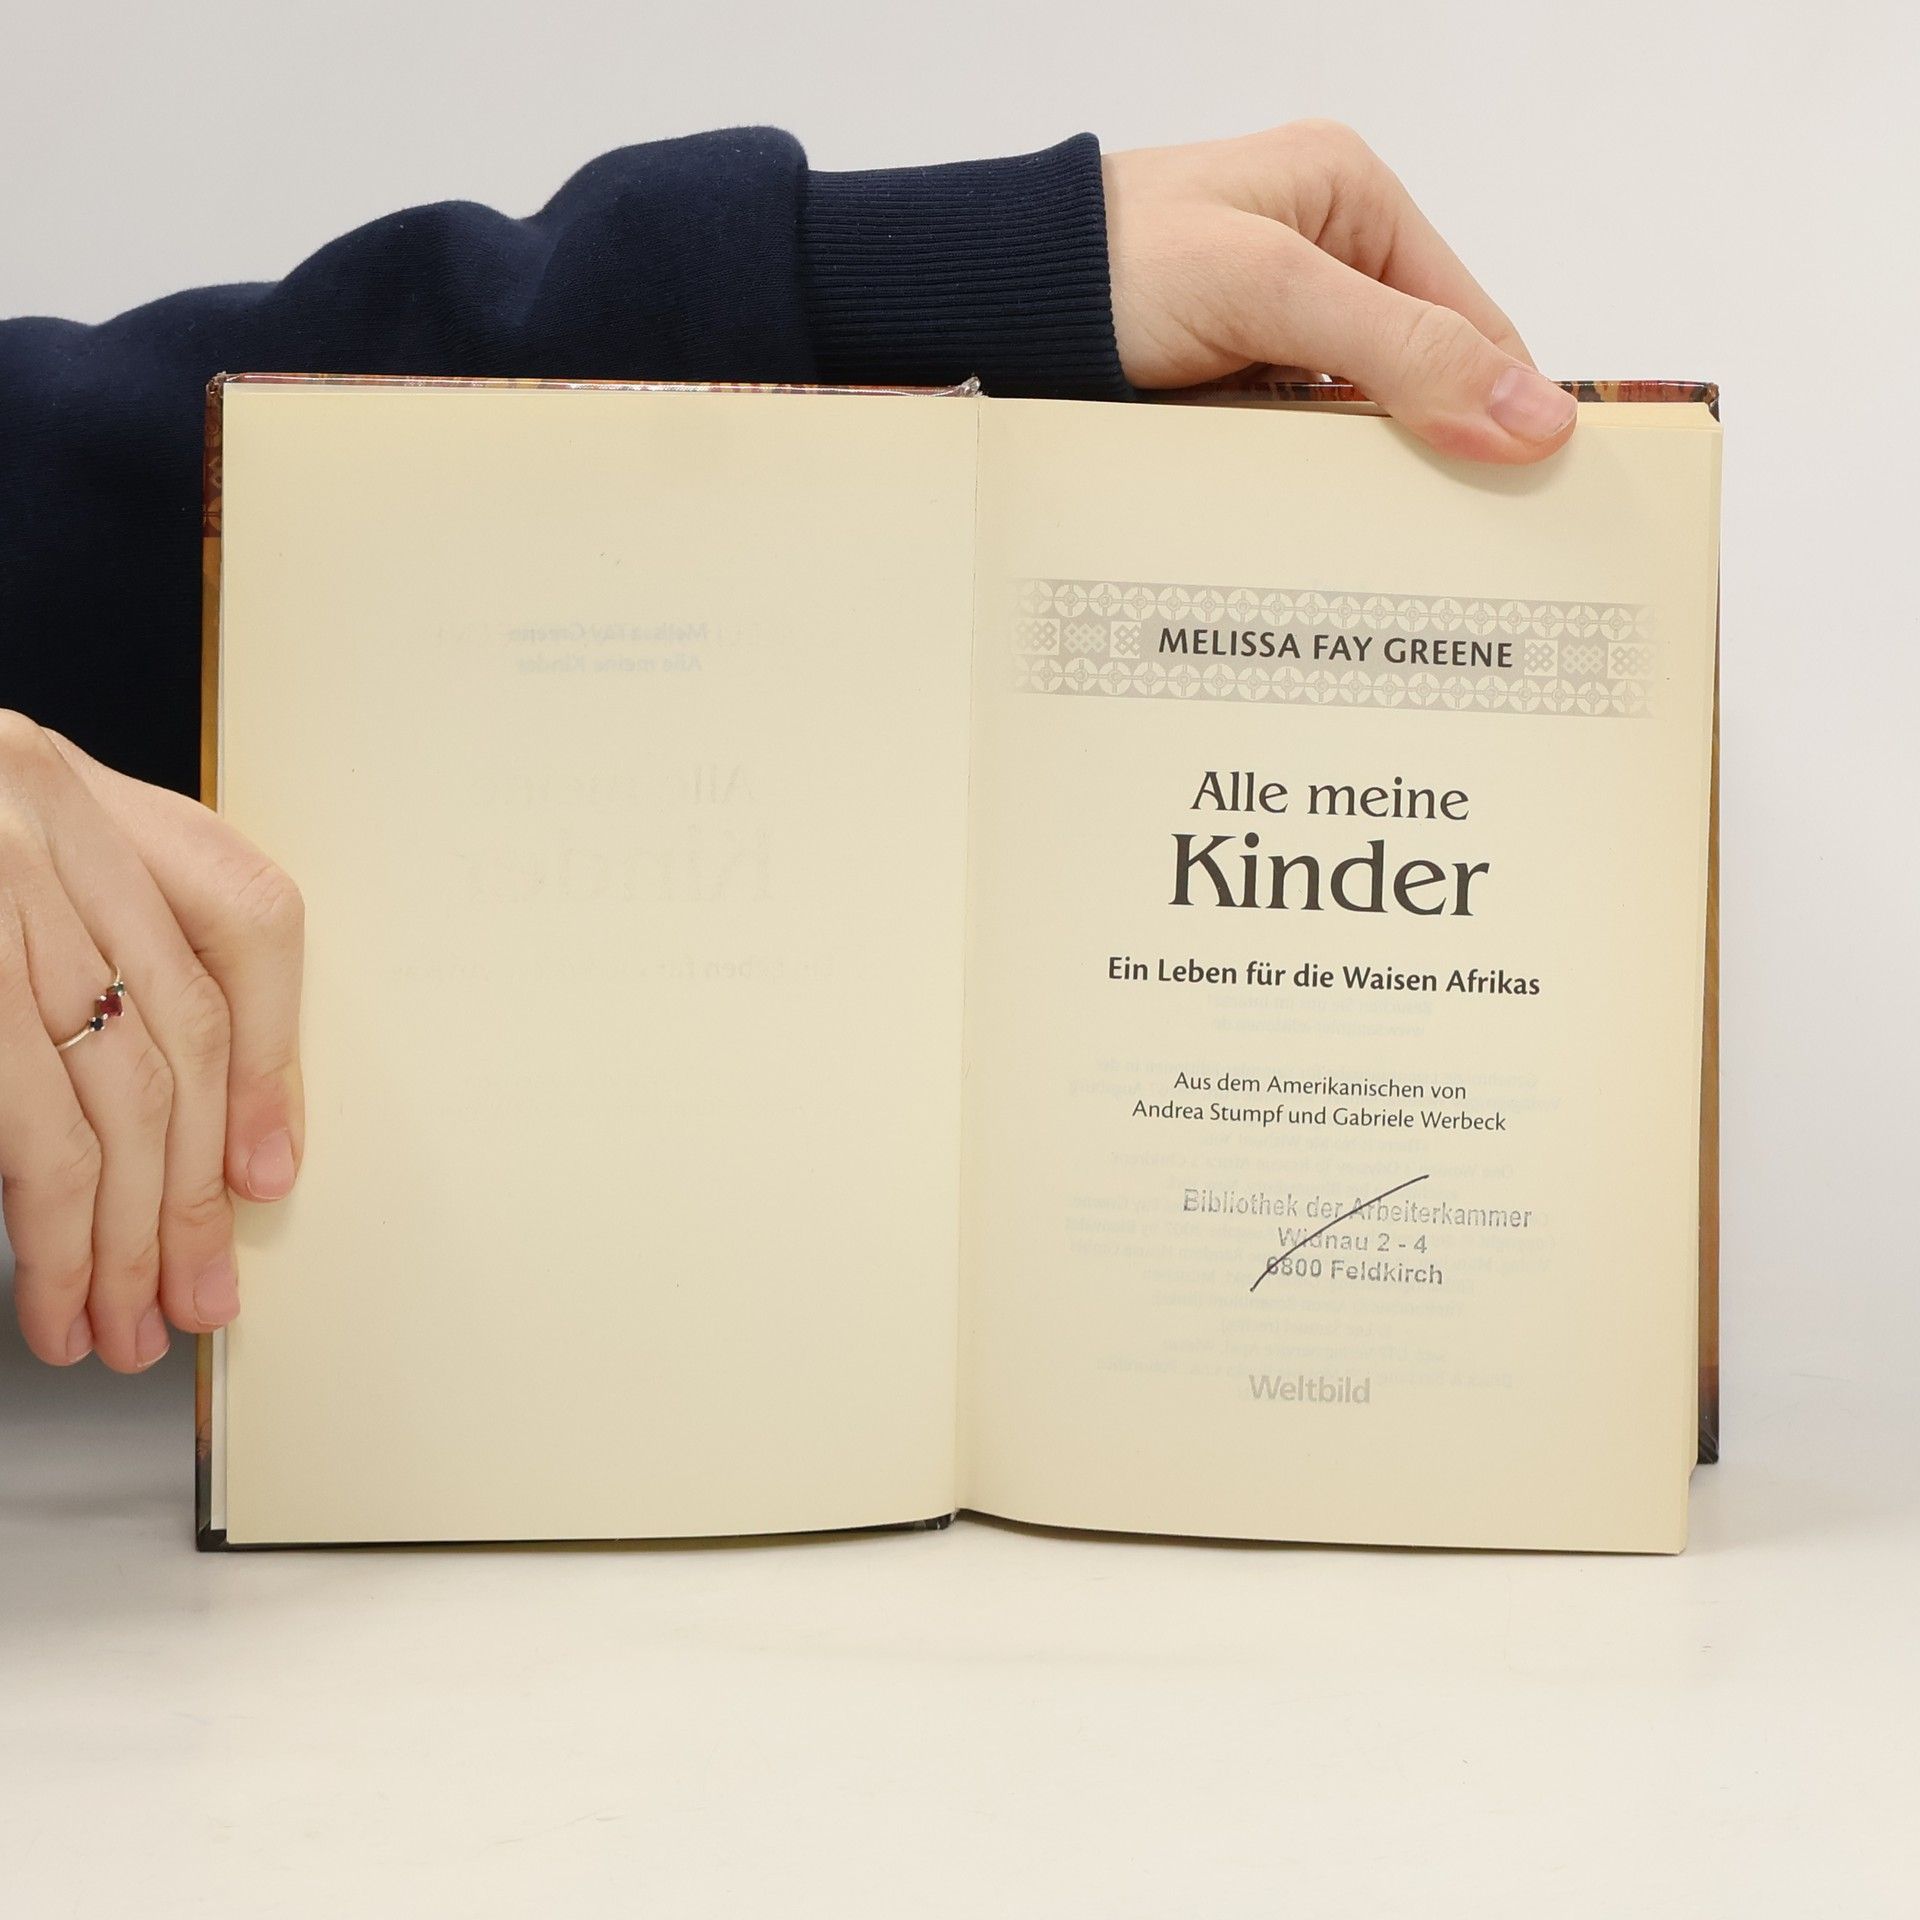 MELISSA FAY GREENE
Alle meine
Kinder
Ein Leben für die Waisen Afrikas
Aus dem Amerikanischen von
Andrea Stumpf und Gabriele Werbeck
Bibliothek der Arbeiterkammer
Widnau 2 - 4
6800 Feldkirch
Weltbild